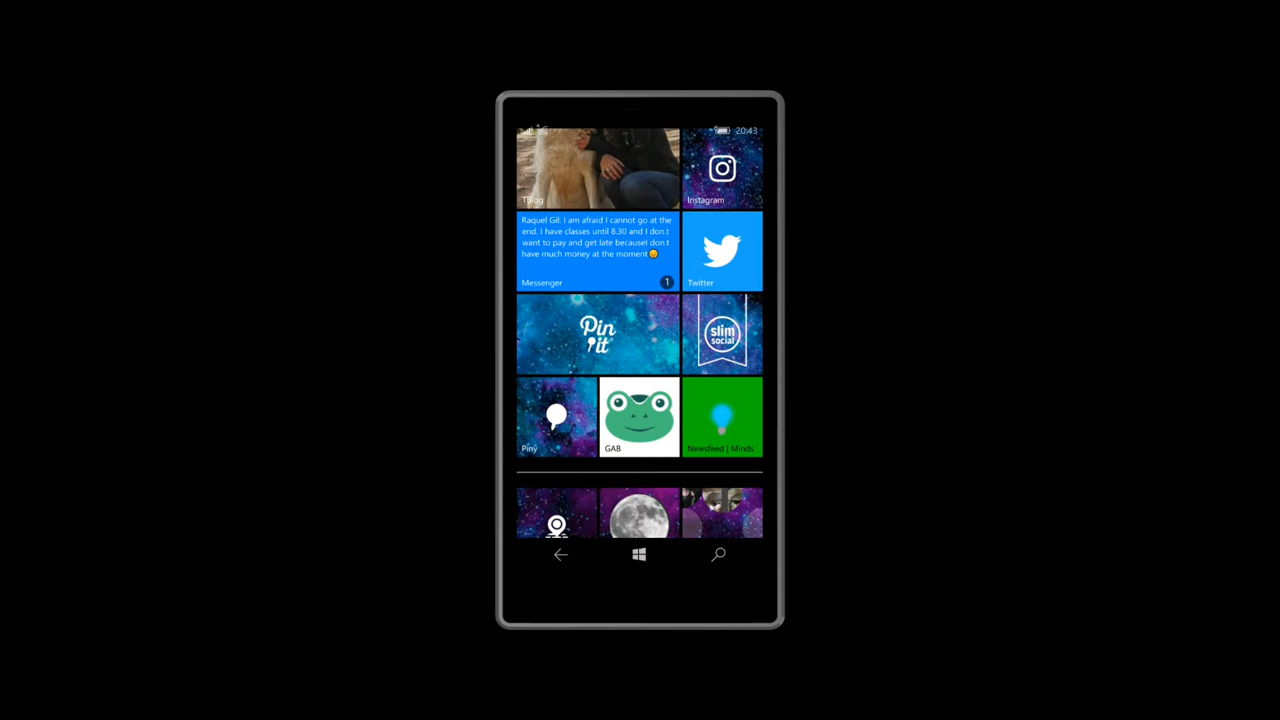 20:43
TBlog
Instagram
Raquel Gil: I am afraid I cannot go at the
end. I have classes until 8.30 and I don.t
want to pay and get late becauseI don.t
have much money at the moment😞
Messenger
1
Twitter
Pin
it
slim
social
Piny
GAB
Newsfeed | Minds